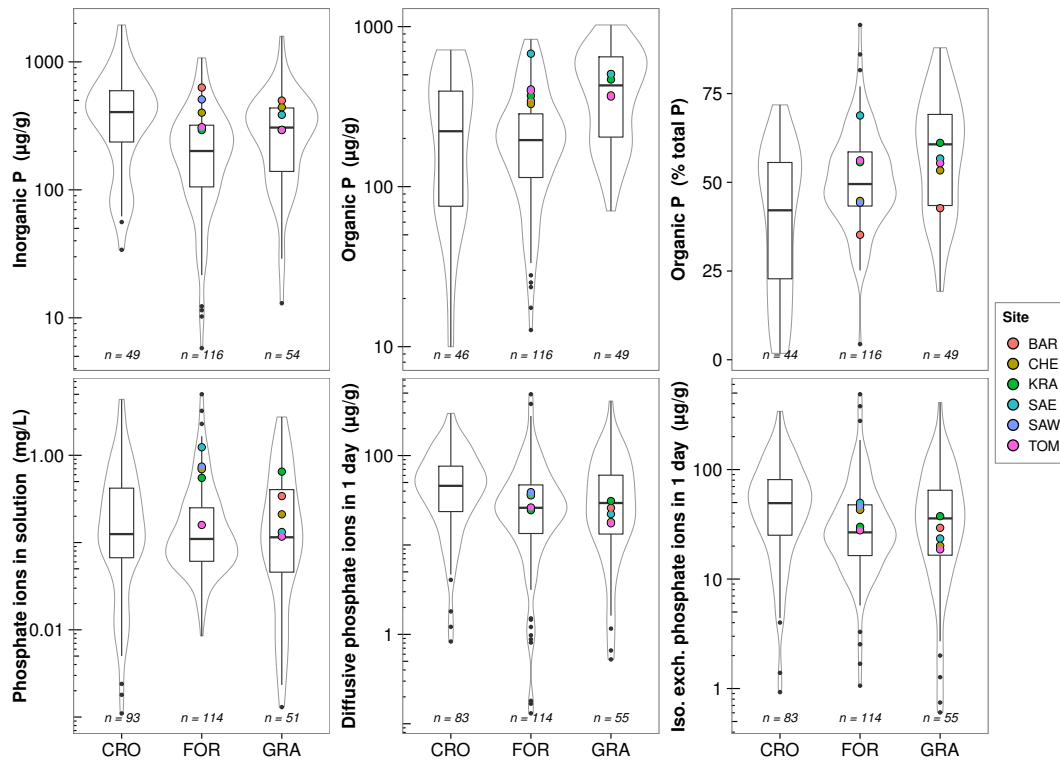 Inorganic P (µg/g)
1000
100
10
n = 49
n = 116
n = 54
Organic P (µg/g)
1000
100
10
n = 46
n = 116
n = 49
Organic P (% total P)
75
50
25
0
n = 44
n = 116
n = 49
Site
BAR
CHE
KRA
SAE
SAW
TOM
Phosphate ions in solution (mg/L)
1.00
0.01
n = 93
n = 114
n = 51
CRO
FOR
GRA
Diffusive phosphate ions in 1 day (µg/g)
100
1
n = 83
n = 114
n = 55
CRO
FOR
GRA
Iso. exch. phosphate ions in 1 day (µg/g)
100
10
1
n = 83
n = 114
n = 55
CRO
FOR
GRA